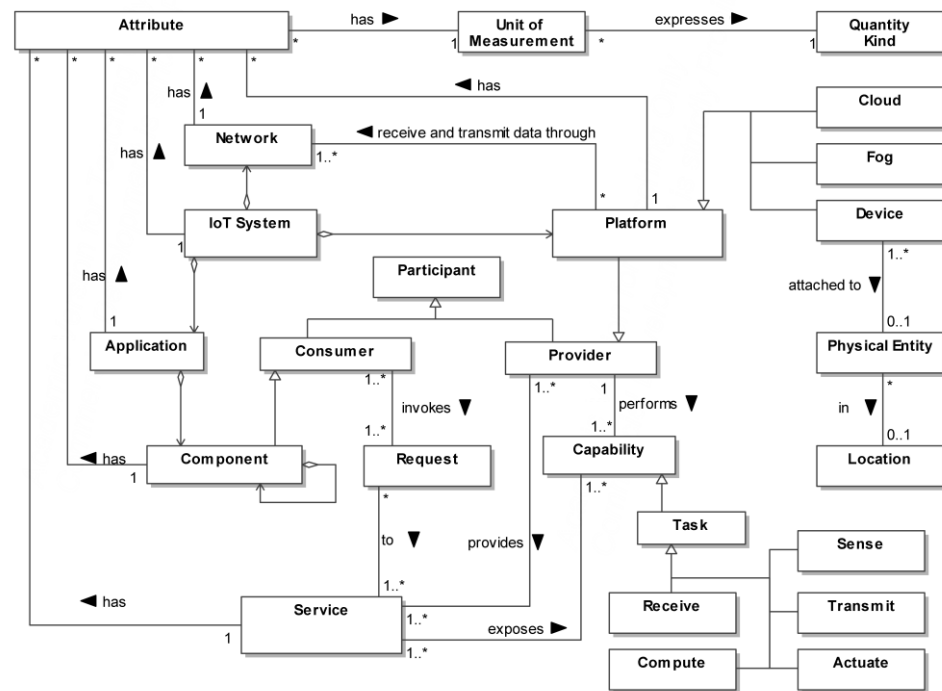 Attribute
has
Unit of
Measurement
expresses
Quantity
Kind
*
1
*
1
*
*
*
*
*
*
has
Cloud
has
1
Network
receive and transmit data through
1..*
has
Fog
IoT System
1
*
1
Platform
Device
1..*
has
Participant
attached to
0..1
1
Application
Consumer
Provider
Physical Entity
1..*
1..*
1
*
invokes
performs
in
1..*
1..*
0..1
has
Component
1
Request
Capability
Location
*
1..*
Task
Sense
to
provides
1..*
has
Service
1..*
Receive
Transmit
1
exposes
1..*
Compute
Actuate